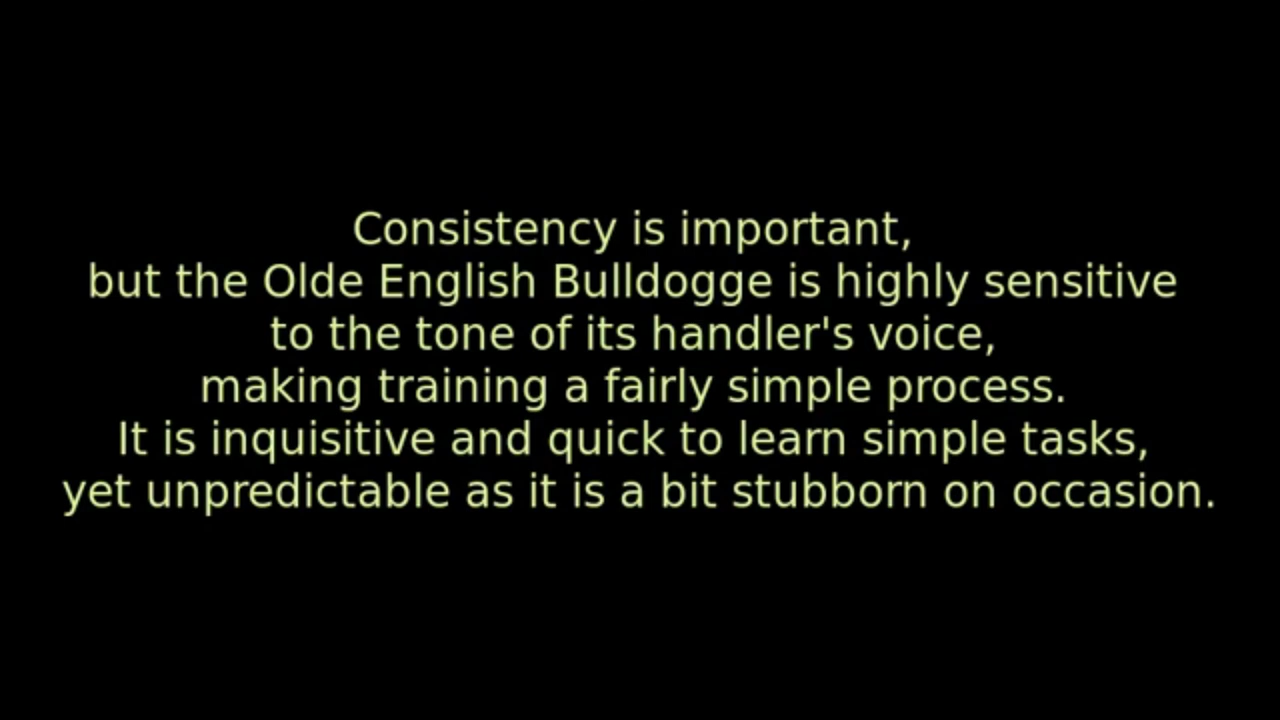 Consistency is important,
but the Olde English Bulldogge is highly sensitive
to the tone of its handler's voice,
making training a fairly simple process.
It is inquisitive and quick to learn simple tasks,
yet unpredictable as it is a bit stubborn on occasion.